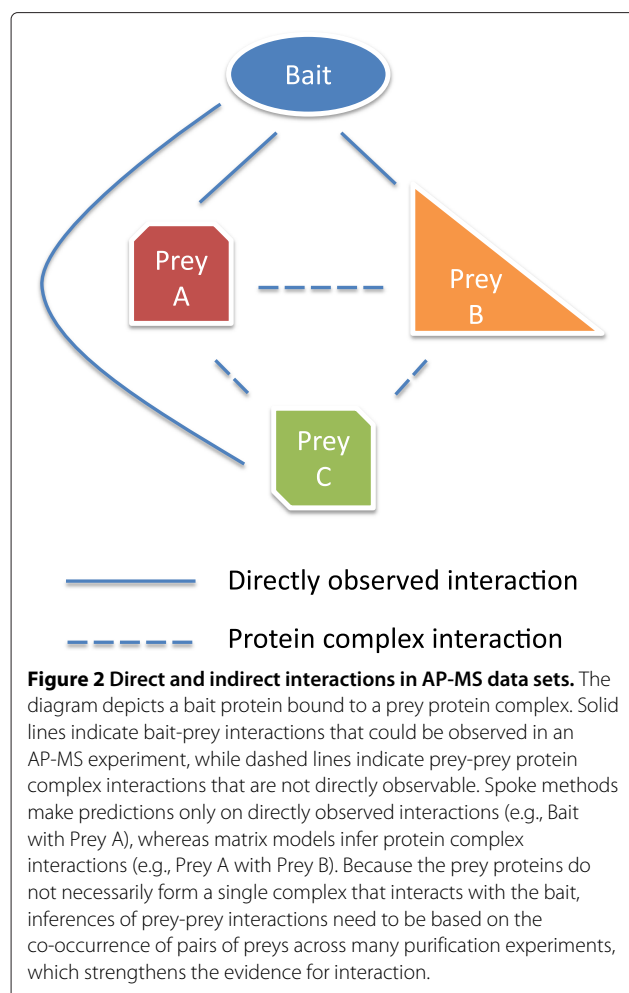 Bait
Prey
A
Prey
B
Prey
C
Directly observed interaction
Protein complex interaction
Figure 2 Direct and indirect interactions in AP-MS data sets. The
diagram depicts a bait protein bound to a prey protein complex. Solid
lines indicate bait-prey interactions that could be observed in an
AP-MS experiment, while dashed lines indicate prey-prey protein
complex interactions that are not directly observable. Spoke methods
make predictions only on directly observed interactions (e.g., Bait
with Prey A), whereas matrix models infer protein complex
interactions (e.g., Prey A with Prey B). Because the prey proteins do
not necessarily form a single complex that interacts with the bait,
inferences of prey-prey interactions need to be based on the
co-occurrence of pairs of preys across many purification experiments,
which strengthens the evidence for interaction.